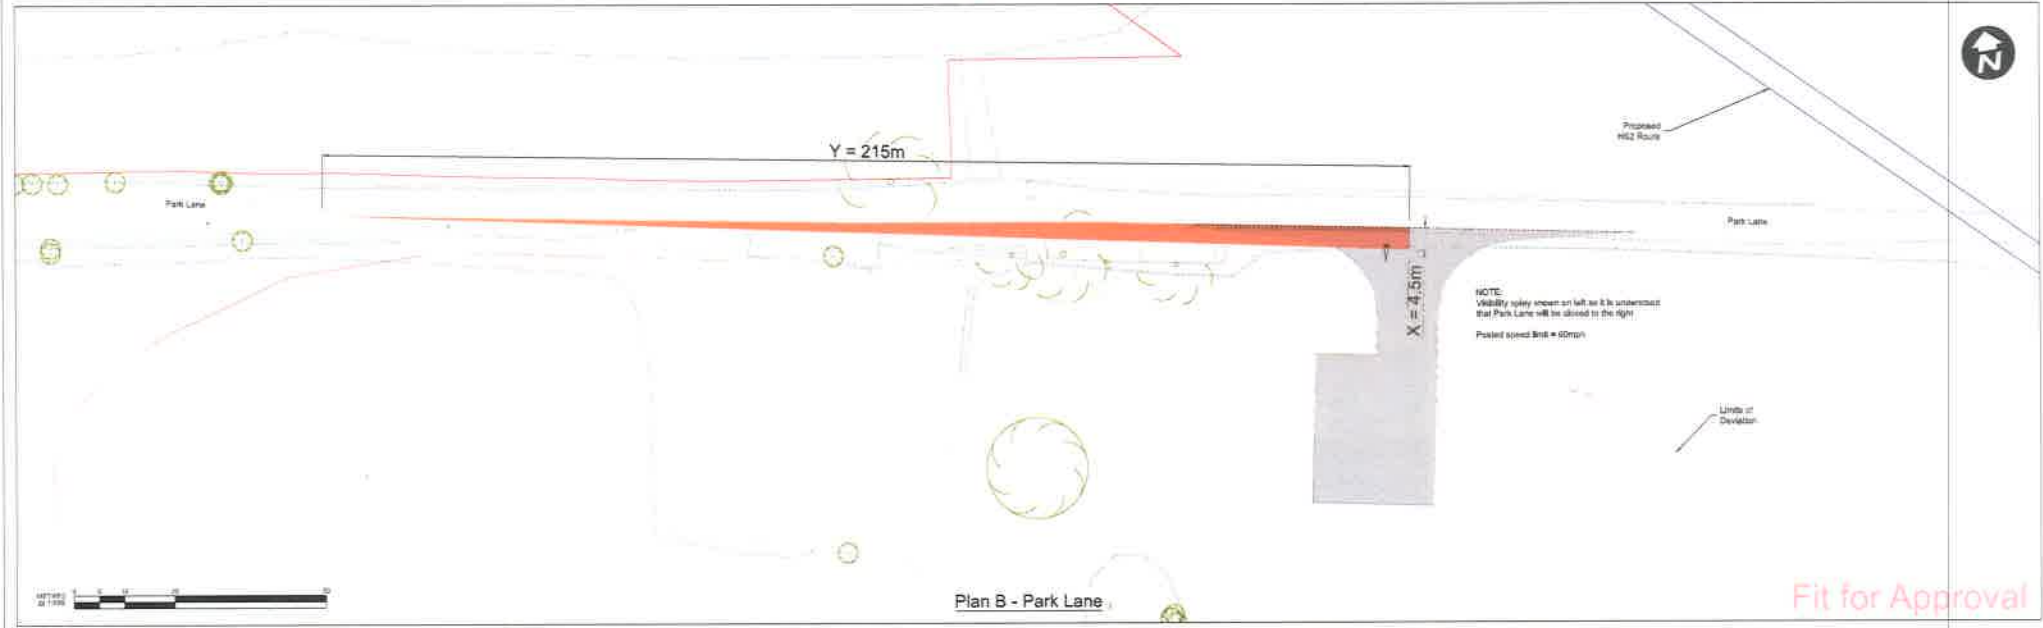 N
Proposed
HS2 Route
Y = 215m
Park Lane
Park Lane
X = 4.5m
NOTE:
Visibility splay shown on left as it is understood
that Park Lane will be closed to the right
Posted speed limit = 60mph
Limits of
Deviation
METRES
Plan B - Park Lane
Fit for Approval